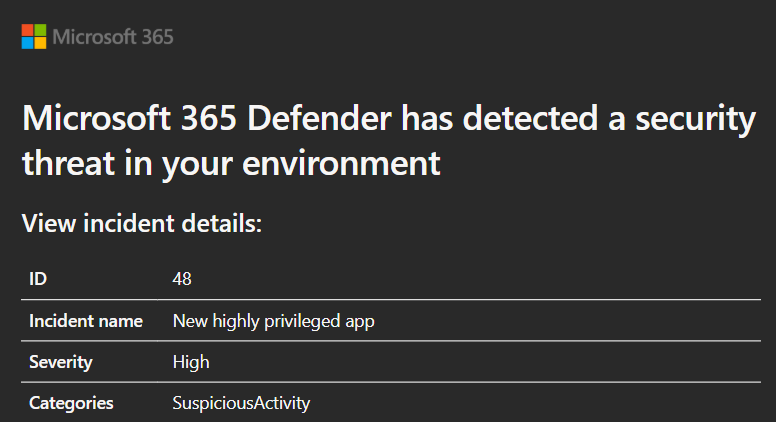 Microsoft 365
Microsoft 365 Defender has detected a security
threat in your environment
View incident details:
ID 48
Incident name New highly privileged app
Severity High
Categories SuspiciousActivity